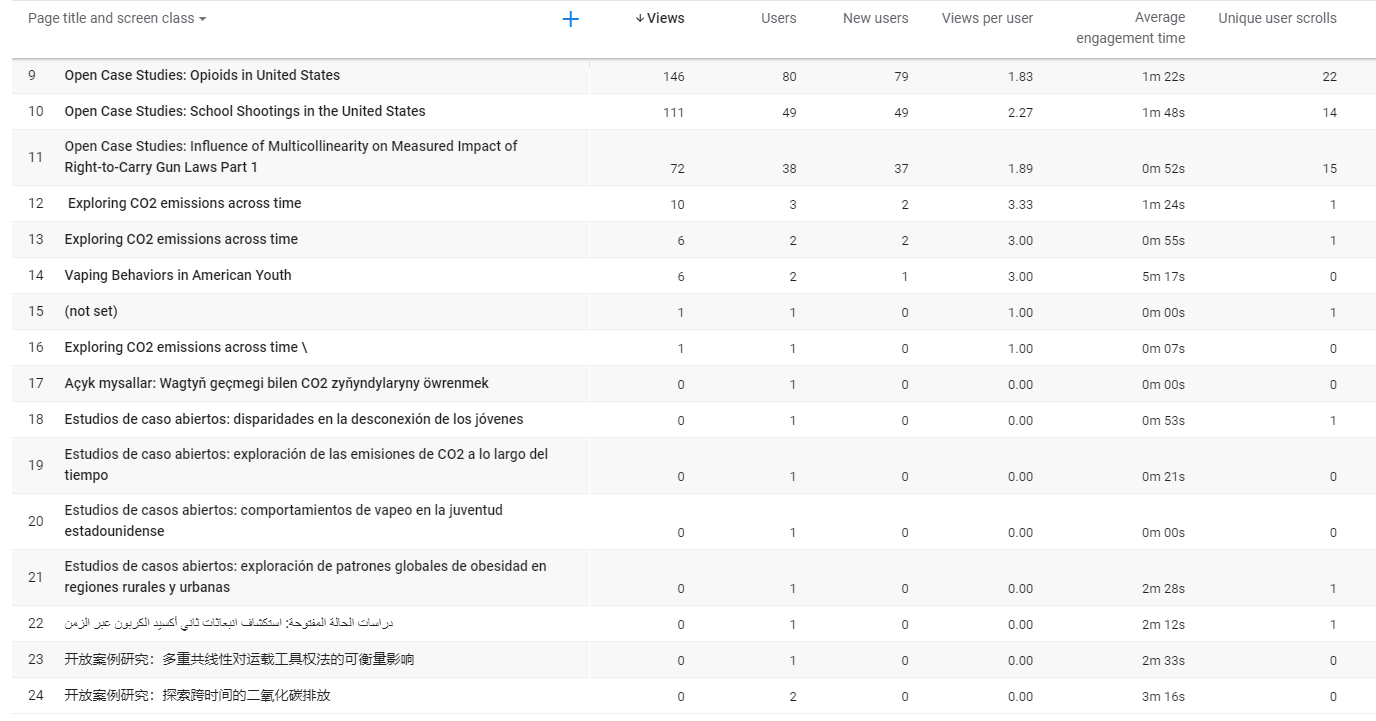 Page title and screen class
Views
Users
New users
Views per user
Average
engagement time
Unique user scrolls
9 Open Case Studies: Opioids in United States 146 80 79 1.83 1m 22s 22
10 Open Case Studies: School Shootings in the United States 111 49 49 2.27 1m 48s 14
11 Open Case Studies: Influence of Multicollinearity on Measured Impact of
Right-to-Carry Gun Laws Part 1 72 38 37 1.89 0m 52s 15
12 Exploring CO2 emissions across time 10 3 2 3.33 1m 24s 1
13 Exploring CO2 emissions across time 6 2 2 3.00 0m 55s 1
14 Vaping Behaviors in American Youth 6 2 1 3.00 5m 17s 0
15 (not set) 1 1 0 1.00 0m 00s 1
16 Exploring CO2 emissions across time \ 1 1 0 1.00 0m 07s 0
17 Açyk mysallar: Wagtyň geçmegi bilen CO2 zyňyndylaryny öwrenmek 0 1 0 0.00 0m 00s 0
18 Estudios de caso abiertos: disparidades en la desconexión de los jóvenes 0 1 0 0.00 0m 53s 1
19 Estudios de caso abiertos: exploración de las emisiones de CO2 a lo largo del
tiempo 0 1 0 0.00 0m 21s 0
20 Estudios de casos abiertos: comportamientos de vapeo en la juventud
estadounidense 0 1 0 0.00 0m 00s 0
21 Estudios de casos abiertos: exploración de patrones globales de obesidad en
regiones rurales y urbanas 0 1 0 0.00 2m 28s 1
22 دراسات الحالة المفتوحة: استكشاف انبعاثات ثاني أكسيد الكربون عبر الزمن 0 1 0 0.00 2m 12s 1
23 开放案例研究：多重共线性对运载工具权法的可衡量影响 0 1 0 0.00 2m 33s 0
24 开放案例研究：探索跨时间的二氧化碳排放 0 2 0 0.00 3m 16s 0